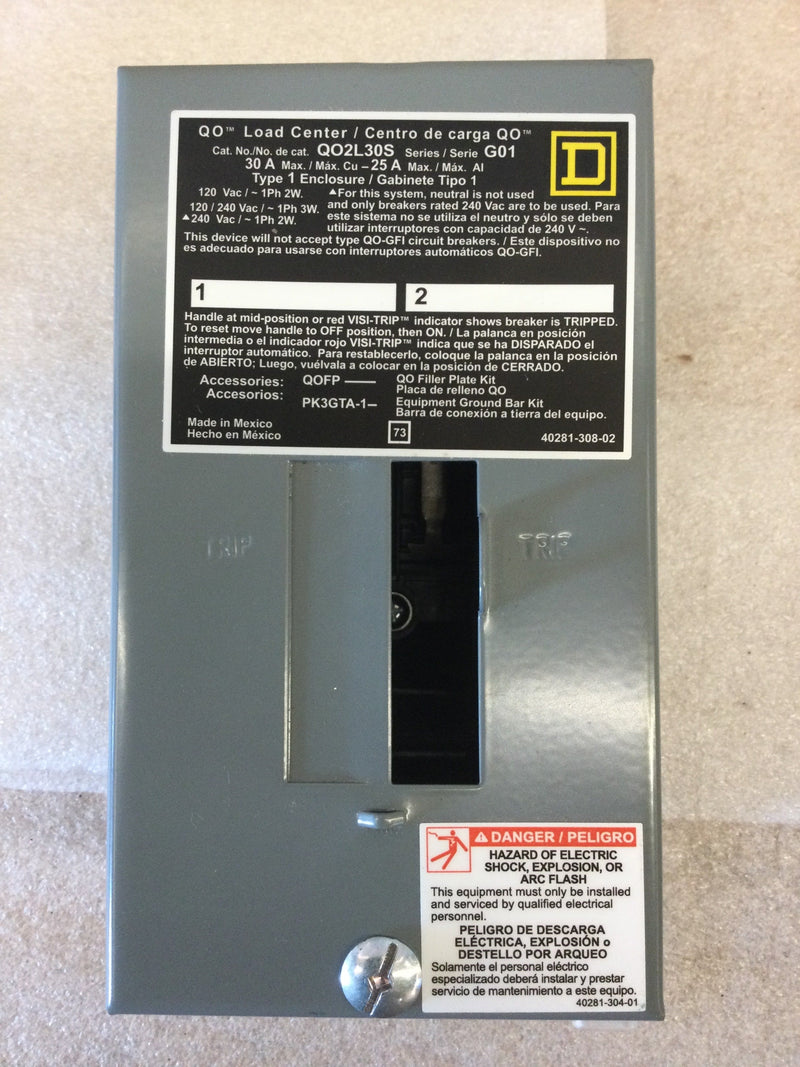 QO™ Load Center / Centro de carga QO™
Cat. No./No. de cat. QO2L30S Series / Serie G01
30 A Max. / Máx. Cu – 25 A Max. / Máx. Al
Type 1 Enclosure / Gabinete Tipo 1
D
120 Vac / ~ 1Ph 2W.
120 / 240 Vac / ~ 1Ph 3W.
▲240 Vac / ~ 1Ph 2W.
▲For this system, neutral is not used
and only breakers rated 240 Vac are to be used. Para
este sistema no se utiliza el neutro y sólo se deben
utilizar interruptores con capacidad de 240 V ~.
This device will not accept type QO-GFI circuit breakers. / Este dispositivo no
es adecuado para usarse con interruptores automáticos QO-GFI.
1
2
Handle at mid-position or red VISI-TRIP™ indicator shows breaker is TRIPPED.
To reset move handle to OFF position, then ON. / La palanca en posición
intermedia o el indicador rojo VISI-TRIP™ indica que se ha DISPARADO el
interruptor automático. Para restablecerlo, coloque la palanca en la posición
de ABIERTO; Luego, vuélvala a colocar en la posición de CERRADO.
Accessories: QOFP —— QO Filler Plate Kit
Accesorios: Placa de relleno QO
PK3GTA-1– Equipment Ground Bar Kit
Barra de conexión a tierra del equipo.
Made in Mexico
Hecho en México
73
40281-308-02
TRIP
TRIP
⚠ DANGER / PELIGRO
HAZARD OF ELECTRIC
SHOCK, EXPLOSION, OR
ARC FLASH
This equipment must only be installed
and serviced by qualified electrical
personnel.
PELIGRO DE DESCARGA
ELÉCTRICA, EXPLOSIÓN o
DESTELLO POR ARQUEO
Solamente el personal eléctrico
especializado deberá instalar y prestar
servicio de mantenimiento a este equipo.
40281-304-01